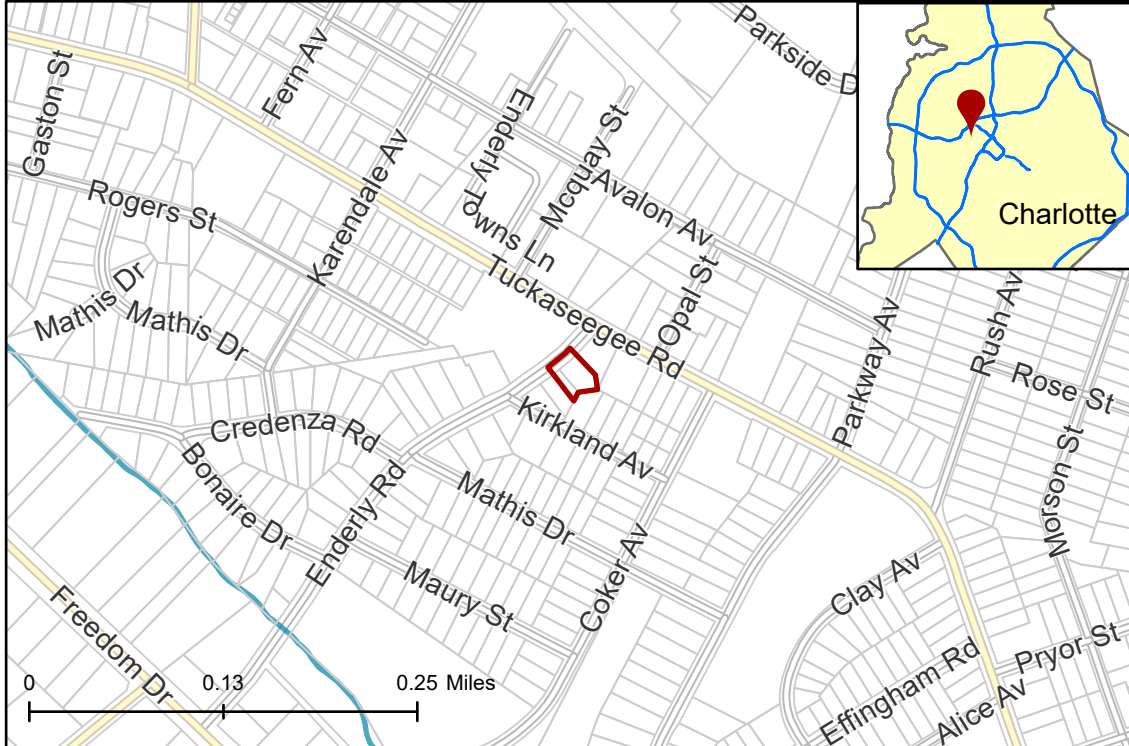 Parkside D
Gaston St
Fern Av
Enderly
Towns Ln
Mcquay St
Karendale Av
Avalon Av
Rogers St
Charlotte
Tuckaseegee Rd
Opal St
Mathis Dr
Mathis Dr
Parkway Av
Rush Av
Rose St
Credenza Rd
Kirkland Av
Morson St
Bonaire Dr
Enderly Rd
Mathis Dr
Coker Av
Maury St
Clay Av
Freedom Dr
Pryor St
Effingham Rd
Alice Av
0 0.13 0.25 Miles